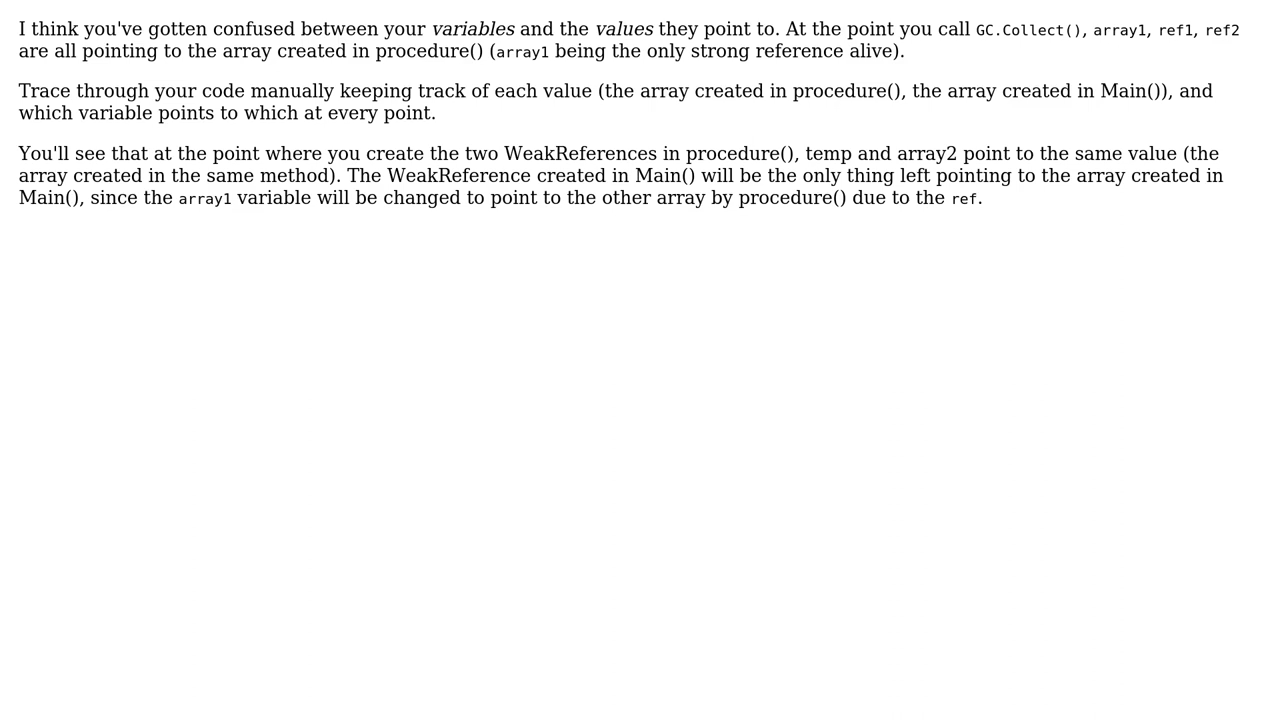 I think you've gotten confused between your variables and the values they point to. At the point you call GC.Collect(), array1, ref1, ref2
are all pointing to the array created in procedure() (array1 being the only strong reference alive).
Trace through your code manually keeping track of each value (the array created in procedure(), the array created in Main()), and
which variable points to which at every point.
You'll see that at the point where you create the two WeakReferences in procedure(), temp and array2 point to the same value (the
array created in the same method). The WeakReference created in Main() will be the only thing left pointing to the array created in
Main(), since the array1 variable will be changed to point to the other array by procedure() due to the ref.